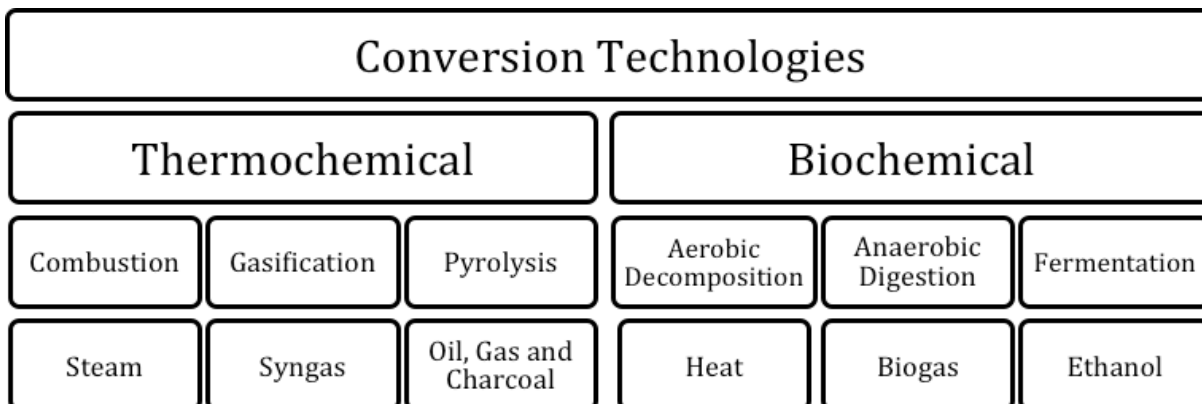 Conversion Technologies
Thermochemical
Biochemical
Combustion
Gasification
Pyrolysis
Aerobic
Decomposition
Anaerobic
Digestion
Fermentation
Steam
Syngas
Oil, Gas and
Charcoal
Heat
Biogas
Ethanol